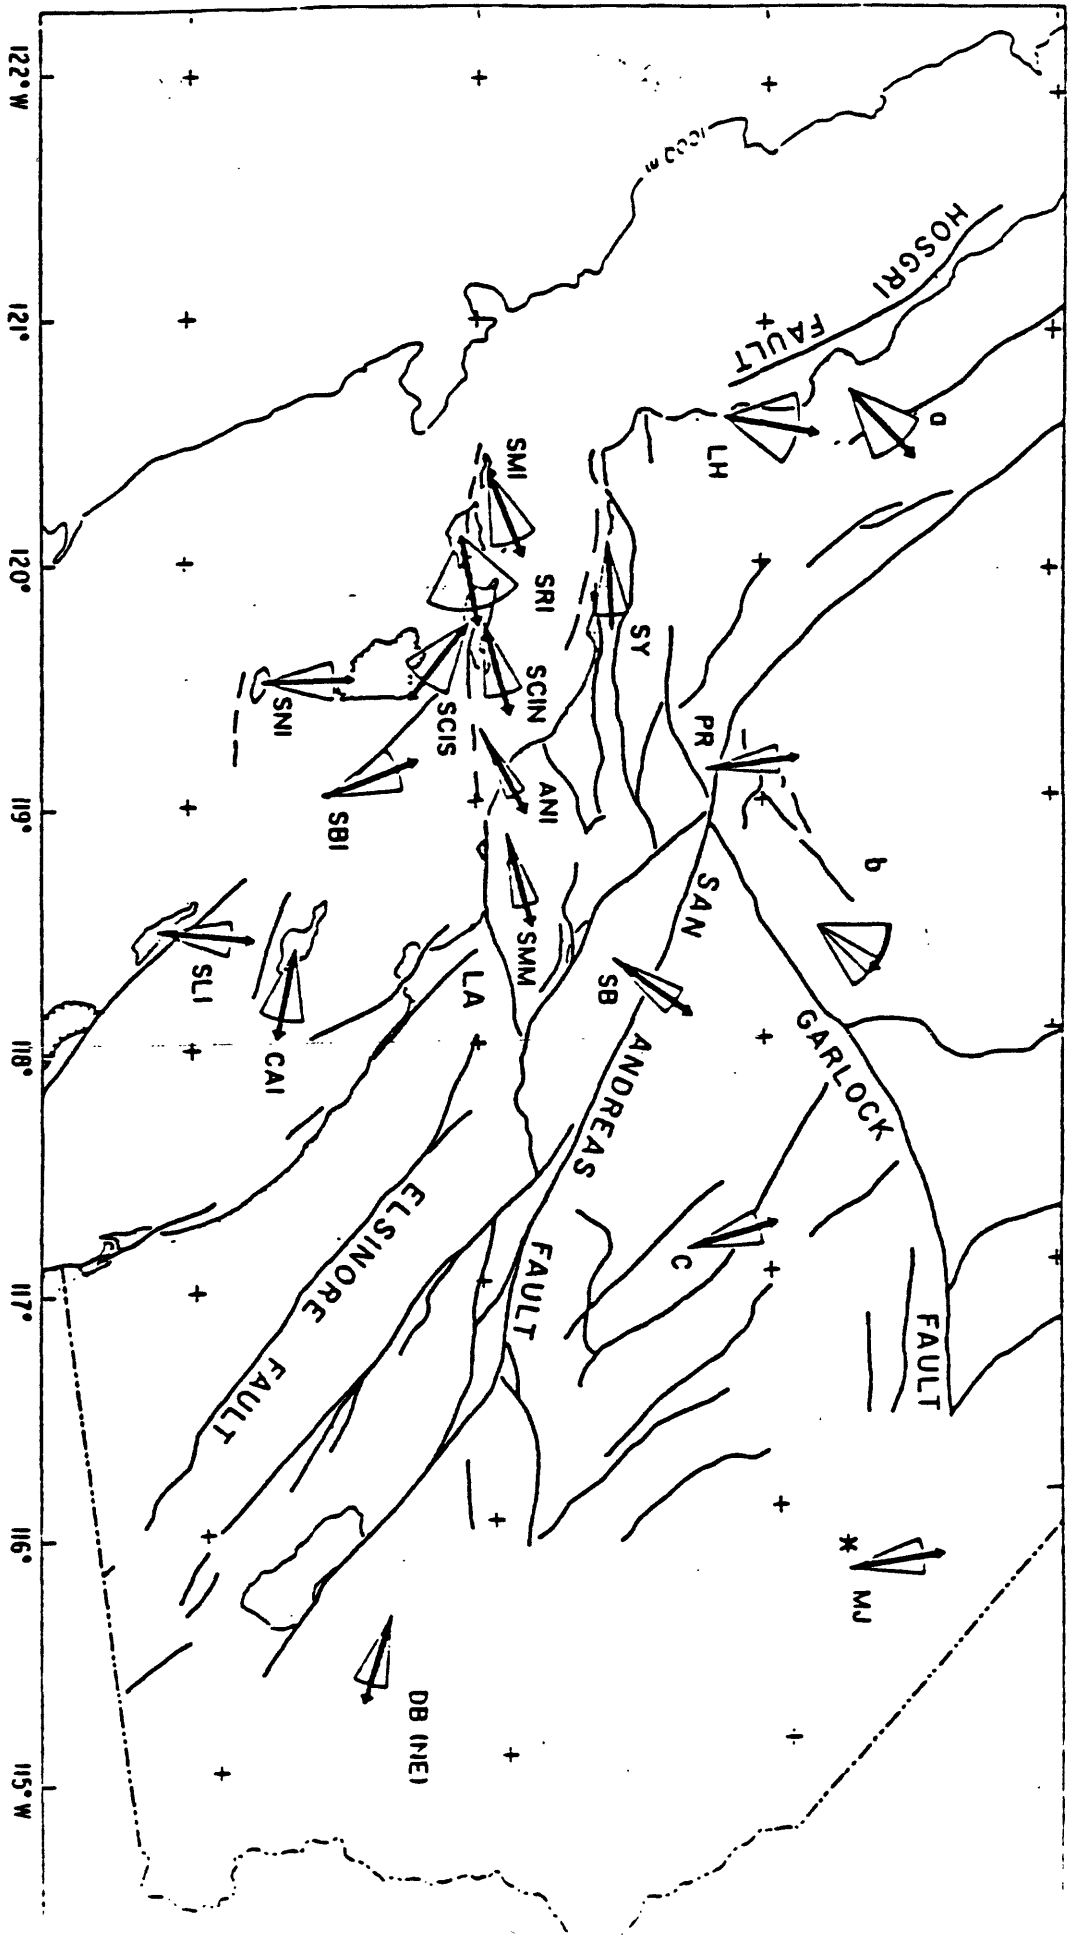 1000 m
HOSGRI
FAULT
a
LH
SMI
SRI
SY
SCIN
SCIS
SNI
SBI
ANI
PR
b
SAN
ANDREAS
FAULT
GARLOCK
FAULT
SMM
SB
LA
SLI
CAI
C
ELSINORE
FAULT
*
MJ
DB (NE)
122° W
121°
120°
119°
118°
117°
116°
115° W